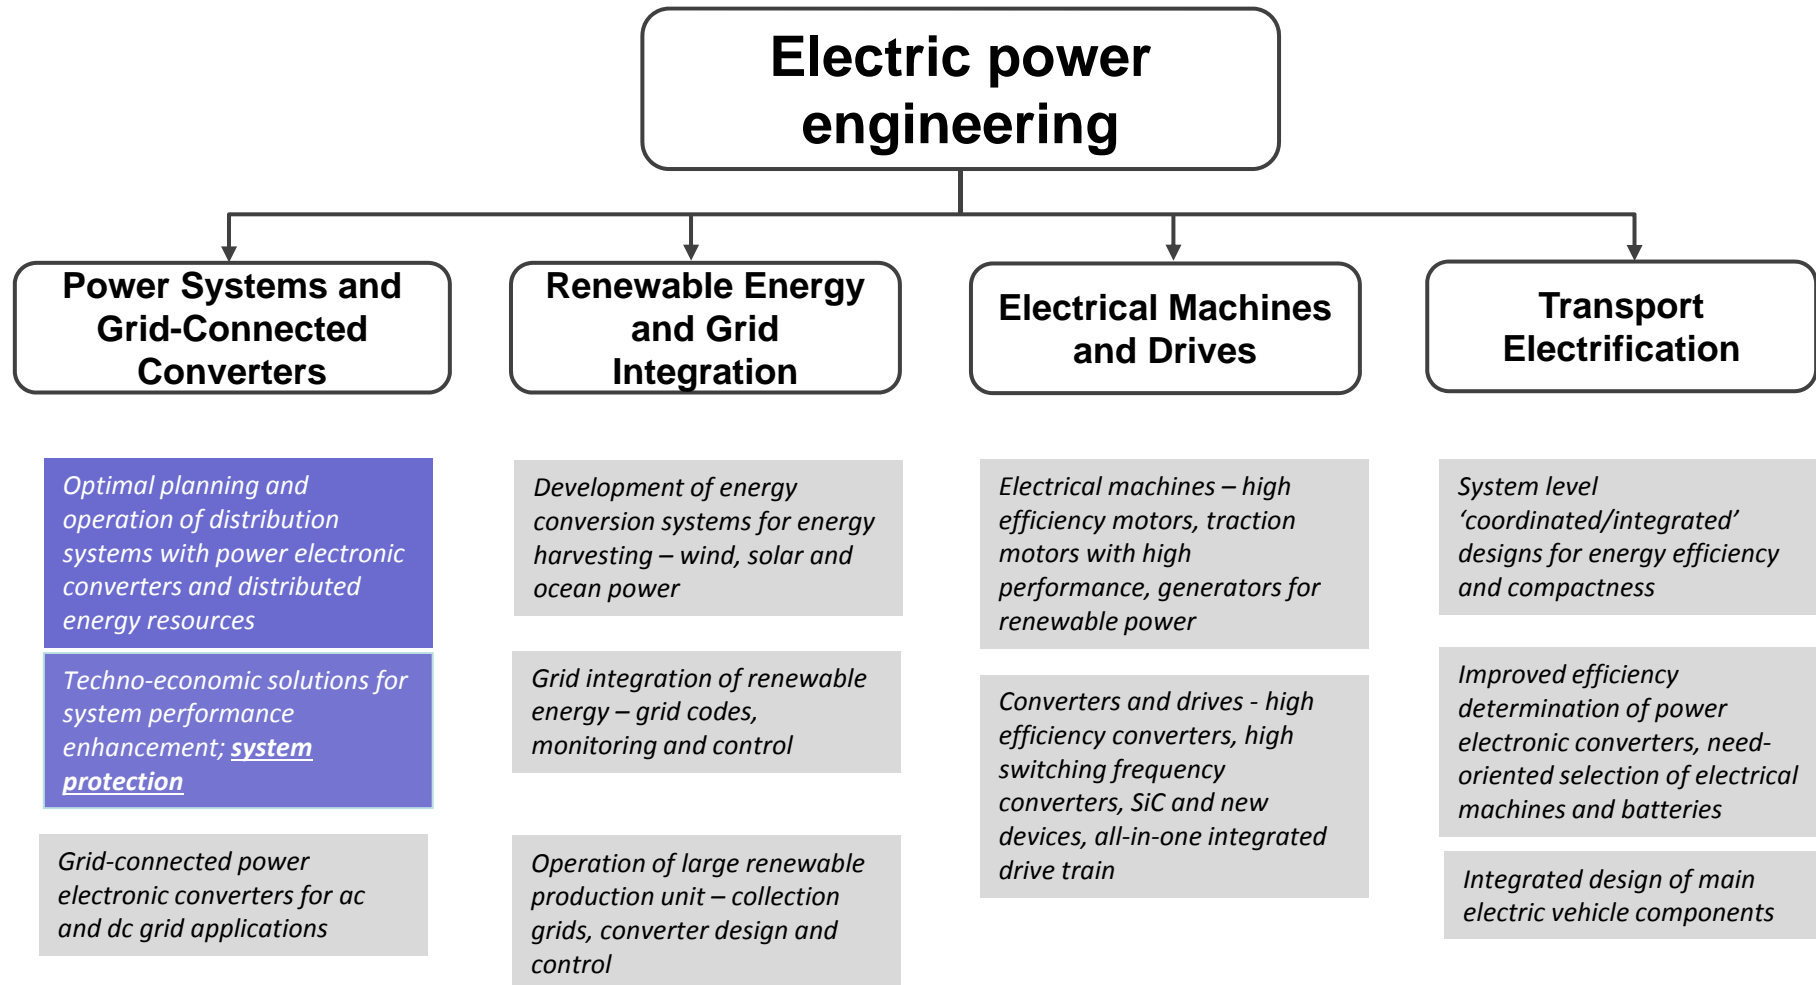 Electric power
engineering
Power Systems and
Grid-Connected
Converters
Renewable Energy
and Grid
Integration
Electrical Machines
and Drives
Transport
Electrification
Optimal planning and
operation of distribution
systems with power electronic
converters and distributed
energy resources
Techno-economic solutions for
system performance
enhancement; system
protection
Grid-connected power
electronic converters for ac
and dc grid applications
Development of energy
conversion systems for energy
harvesting – wind, solar and
ocean power
Grid integration of renewable
energy – grid codes,
monitoring and control
Operation of large renewable
production unit – collection
grids, converter design and
control
Electrical machines – high
efficiency motors, traction
motors with high
performance, generators for
renewable power
Converters and drives - high
efficiency converters, high
switching frequency
converters, SiC and new
devices, all-in-one integrated
drive train
System level
‘coordinated/integrated’
designs for energy efficiency
and compactness
Improved efficiency
determination of power
electronic converters, need-
oriented selection of electrical
machines and batteries
Integrated design of main
electric vehicle components